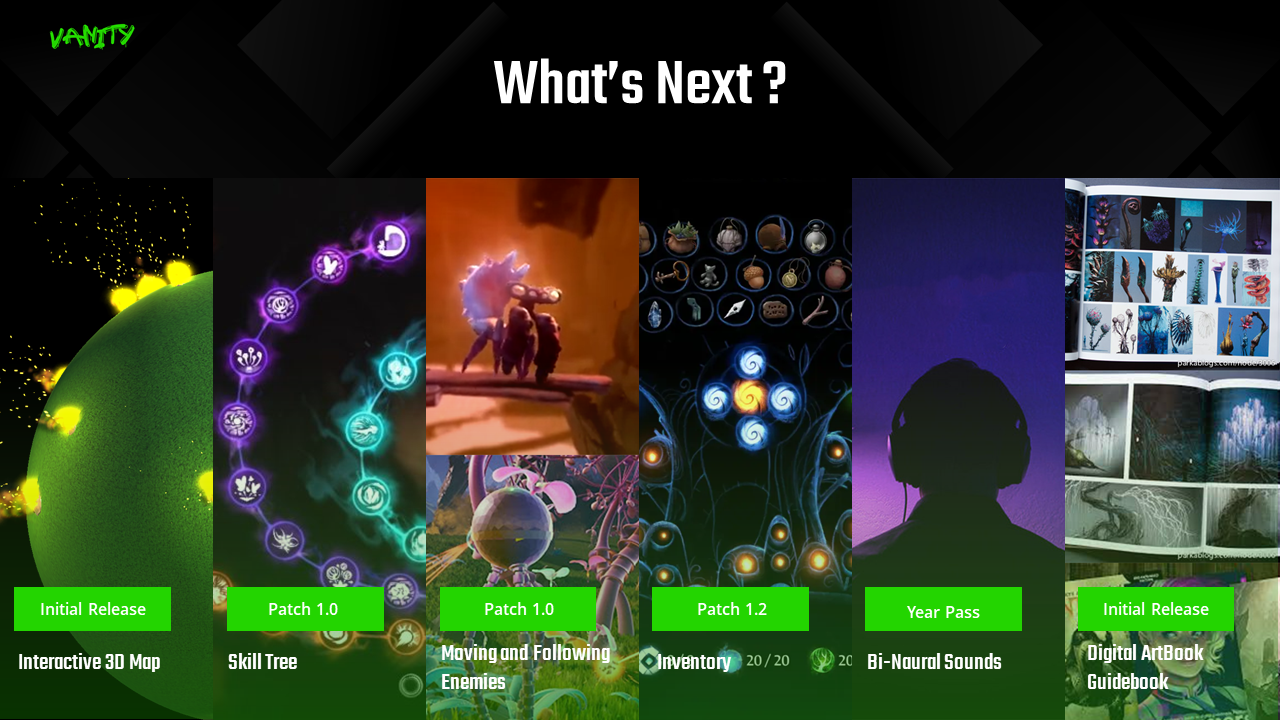 VANITY
What's Next ?
Initial Release
Interactive 3D Map
Patch 1.0
Skill Tree
Patch 1.0
Moving and Following
Enemies
Patch 1.2
Inventory
20 / 20
20
Year Pass
Bi-Naural Sounds
Initial Release
Digital ArtBook
Guidebook